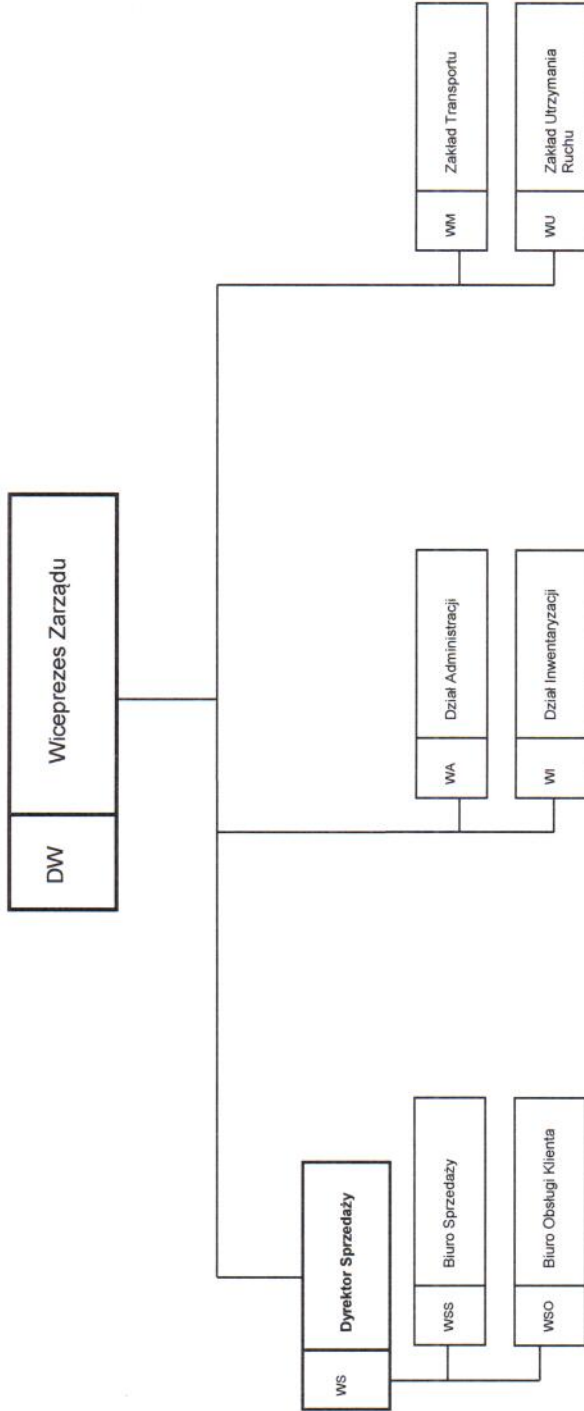 DW
Wiceprezes Zarządu
WS
Dyrektor Sprzedaży
WSS
Biuro Sprzedaży
WSO
Biuro Obsługi Klienta
WA
Dział Administracji
WI
Dział Inwentaryzacji
WM
Zakład Transportu
WU
Zakład Utrzymania
Ruchu